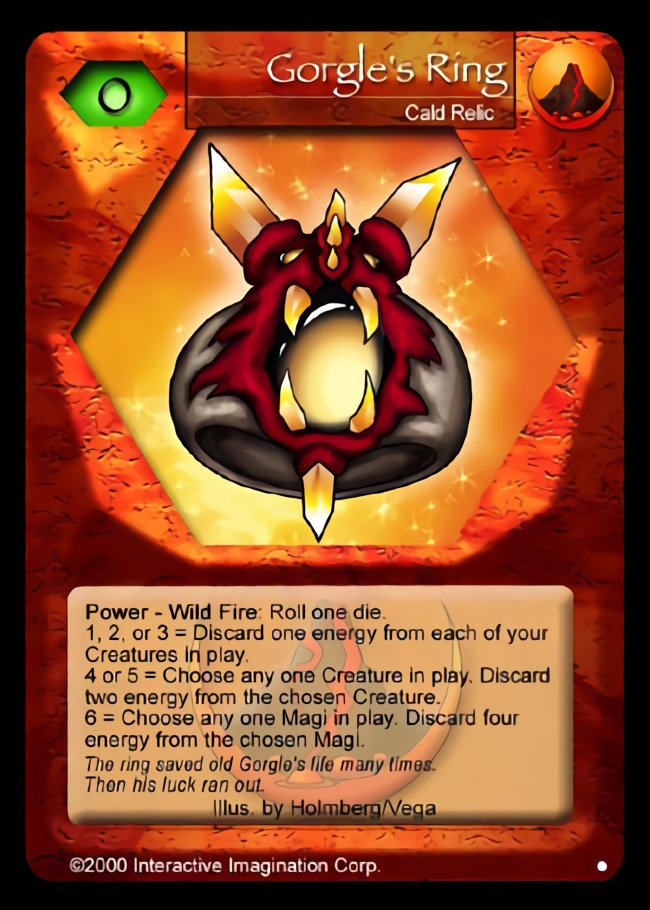 0
Gorgle's Ring
Cald Relic
Power - Wild Fire: Roll one die.
1, 2, or 3 = Discard one energy from each of your
Creatures in play.
4 or 5 = Choose any one Creature in play. Discard
two energy from the chosen Creature.
6 = Choose any one Magi in play. Discard four
energy from the chosen Magi.
The ring saved old Gorgle's life many times.
Then his luck ran out.
Illus. by Holmberg/Vega
©2000 Interactive Imagination Corp.